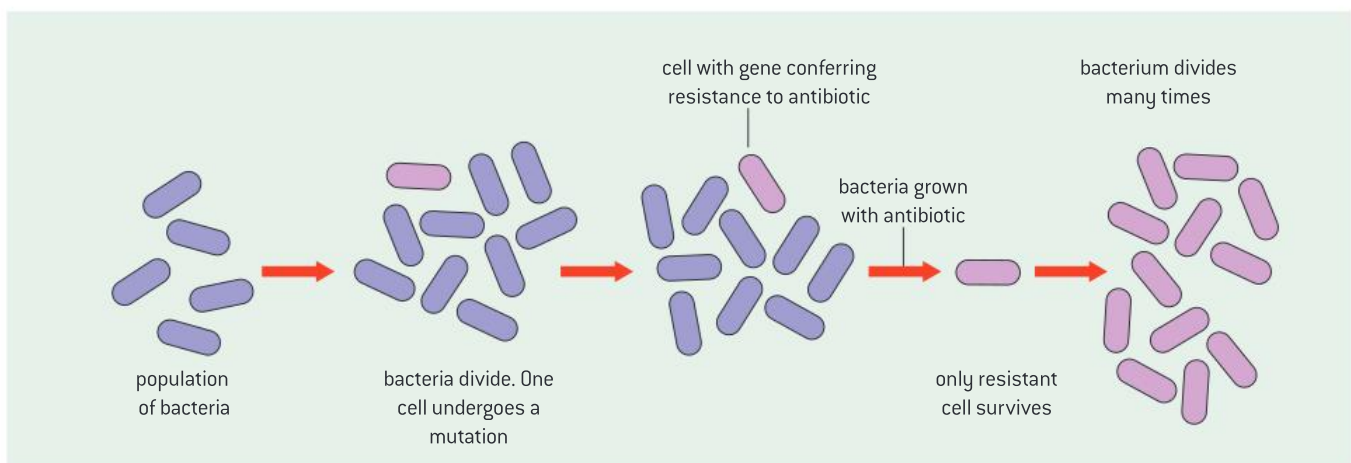 population
of bacteria
bacteria divide. One
cell undergoes a
mutation
cell with gene conferring
resistance to antibiotic
bacteria grown
with antibiotic
only resistant
cell survives
bacterium divides
many times